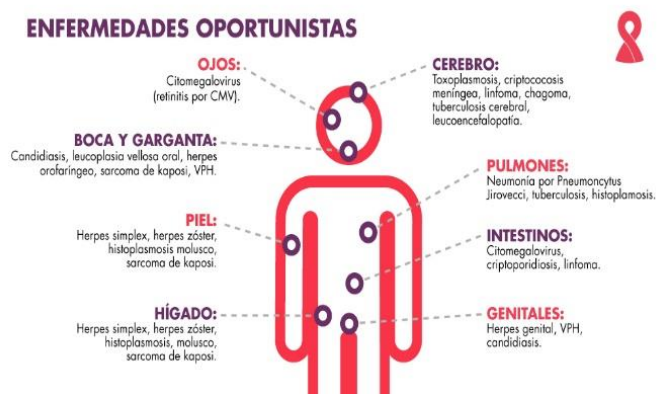 ENFERMEDADES OPORTUNISTAS
OJOS:
Citomegalovirus
(retinitis por CMV).
BOCA Y GARGANTA:
Candidiasis, leucoplasia vellosa oral, herpes
orofaríngeo, sarcoma de kaposi, VPH.
PIEL:
Herpes simplex, herpes zóster,
histoplasmosis molusco,
sarcoma de kaposi.
HÍGADO:
Herpes simplex, herpes zóster,
histoplasmosis, molusco,
sarcoma de kaposi.
CEREBRO:
Toxoplasmosis, criptococosis
meníngea, linfoma, chagoma,
tuberculosis cerebral,
leucoencefalopatía.
PULMONES:
Neumonía por Pneumocytus
Jirovecci, tuberculosis, histoplamosis.
INTESTINOS:
Citomegalovirus,
criptoporidiosis, linfoma.
GENITALES:
Herpes genital, VPH,
candidiasis.